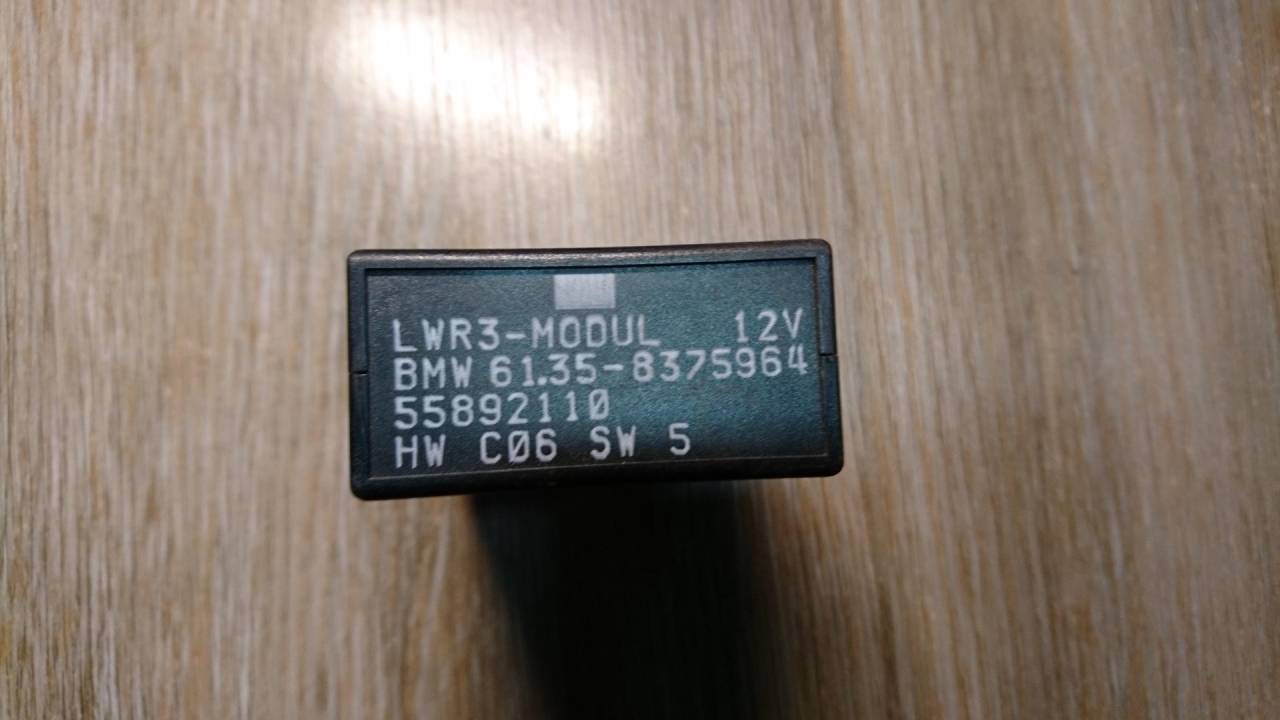 LWR3-MODUL 12V
BMW 61.35-8375964
55892110
HW C06 SW 5